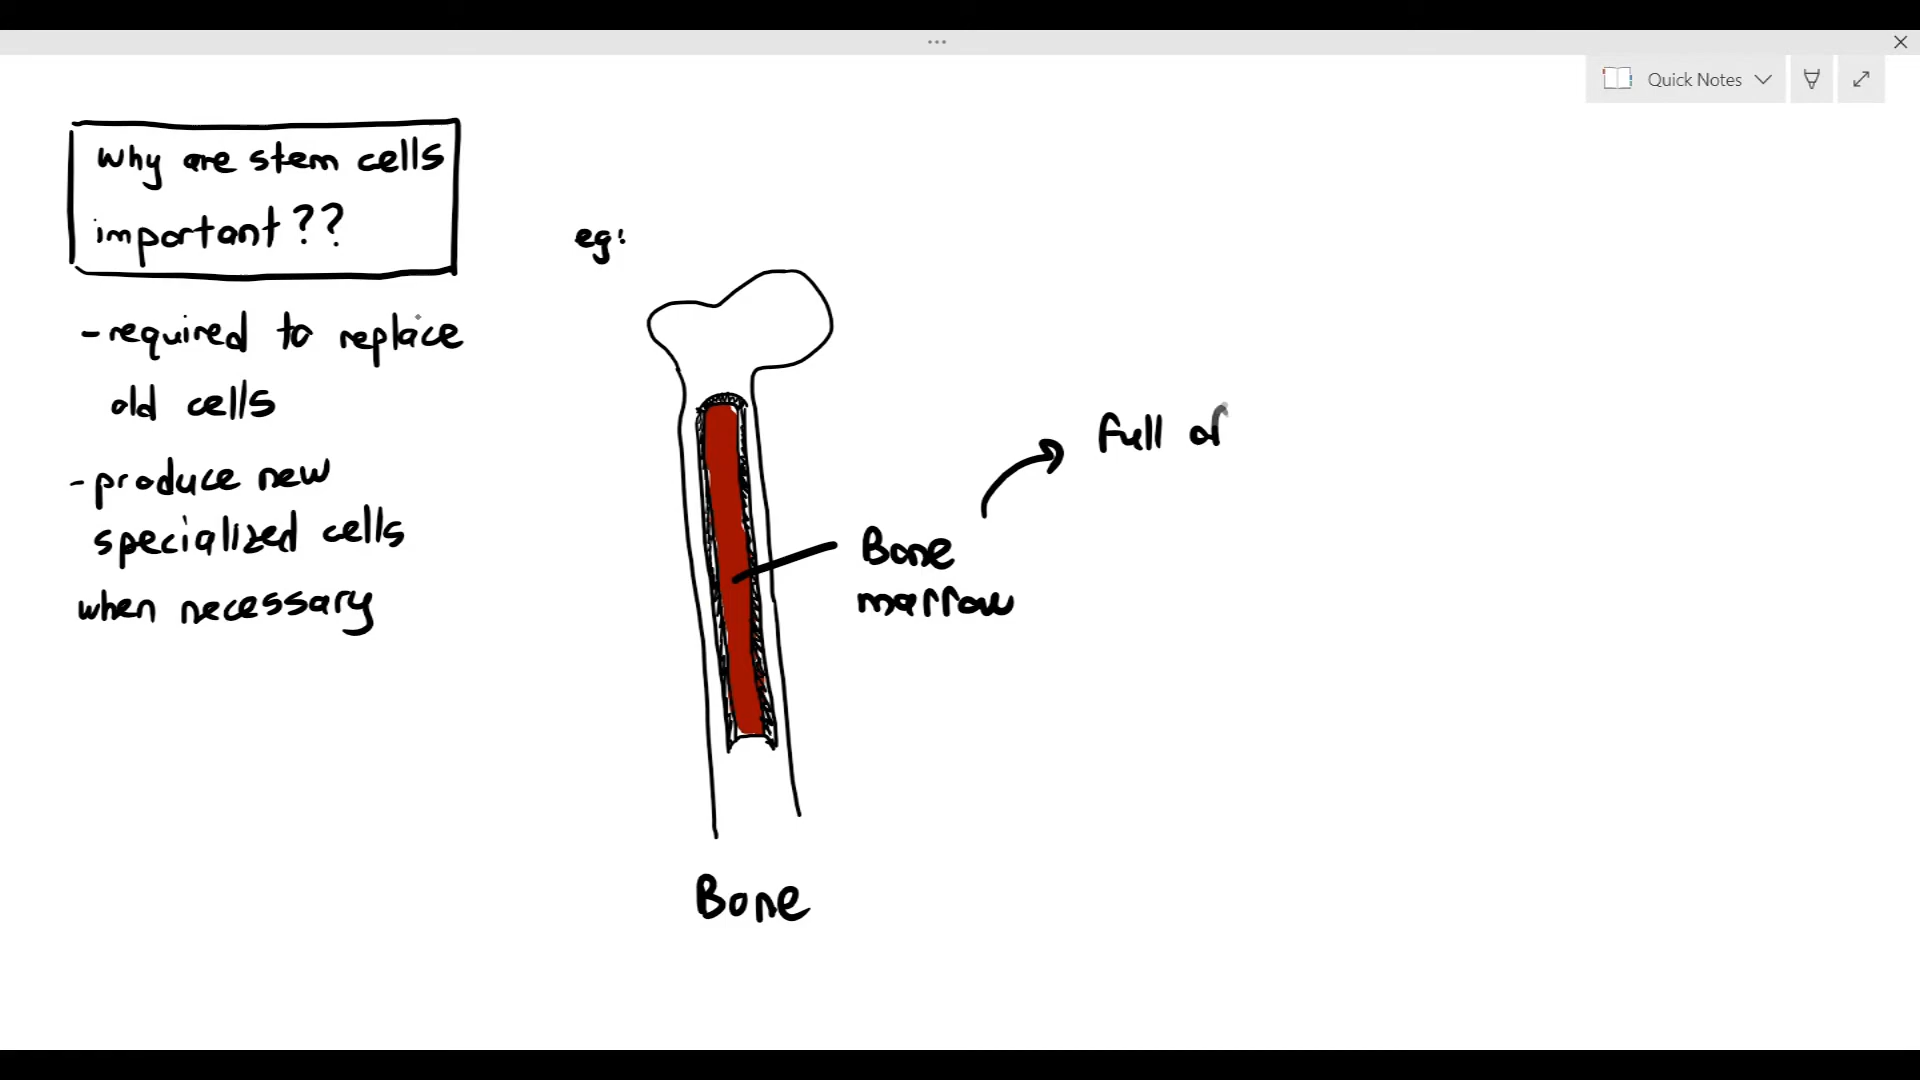 Quick Notes
Why are stem cells
important??
- required to replace
old cells
- produce new
specialized cells
when necessary
eg:
Full of
Bone
marrow
Bone